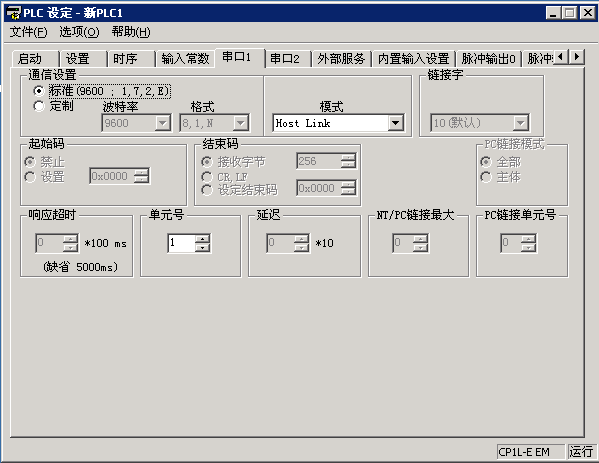 PLC 设定 - 新PLC1
文件(F) 选项(O) 帮助(H)
启动 设置 时序 输入常数 串口1 串口2 外部服务 内置输入设置 脉冲输出0 脉冲
通信设置 链接字
标准(9600 ; 1,7,2,E)
定制 波特率 格式 模式
9600 8,1,N Host Link 10(默认)
起始码 结束码 PC链接模式
禁止 接收字节 256 全部
设置 0x0000 CR,LF 主体
设定结束码 0x0000
响应超时 单元号 延迟 NT/PC链接最大 PC链接单元号
0 *100 ms 1 0 *10 0 0
(缺省 5000ms)
CP1L-E EM 运行